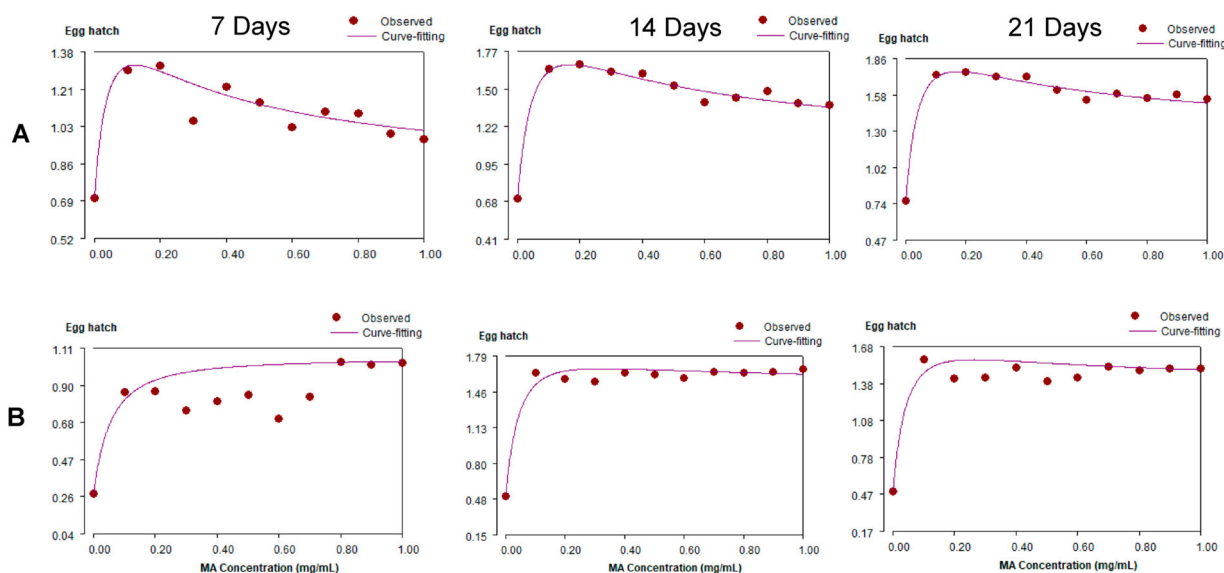 7 Days
Egg hatch
Observed
Curve-fitting
1.38
1.21
1.03
0.86
0.69
0.52
0.00 0.20 0.40 0.60 0.80 1.00
14 Days
Egg hatch
Observed
Curve-fitting
1.77
1.50
1.22
0.95
0.68
0.41
0.00 0.20 0.40 0.60 0.80 1.00
21 Days
Egg hatch
Observed
Curve-fitting
1.86
1.58
1.30
1.02
0.74
0.47
0.00 0.20 0.40 0.60 0.80 1.00
A
Egg hatch
Observed
Curve-fitting
1.11
0.90
0.68
0.47
0.26
0.04
0.00 0.20 0.40 0.60 0.80 1.00
MA Concentration (mg/mL)
Egg hatch
Observed
Curve-fitting
1.79
1.46
1.13
1.80
0.48
0.15
0.00 0.20 0.40 0.60 0.80 1.00
MA Concentration (mg/mL)
Egg hatch
Observed
Curve-fitting
1.68
1.38
1.08
0.78
0.47
0.17
0.00 0.20 0.40 0.60 0.80 1.00
MA Concentration (mg/mL)
B